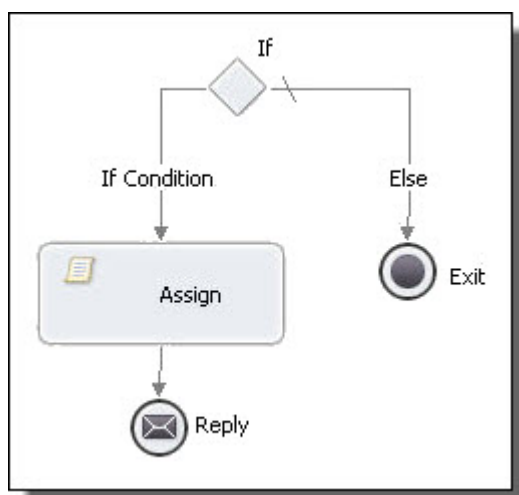 If
If Condition
Else
Assign
Exit
Reply